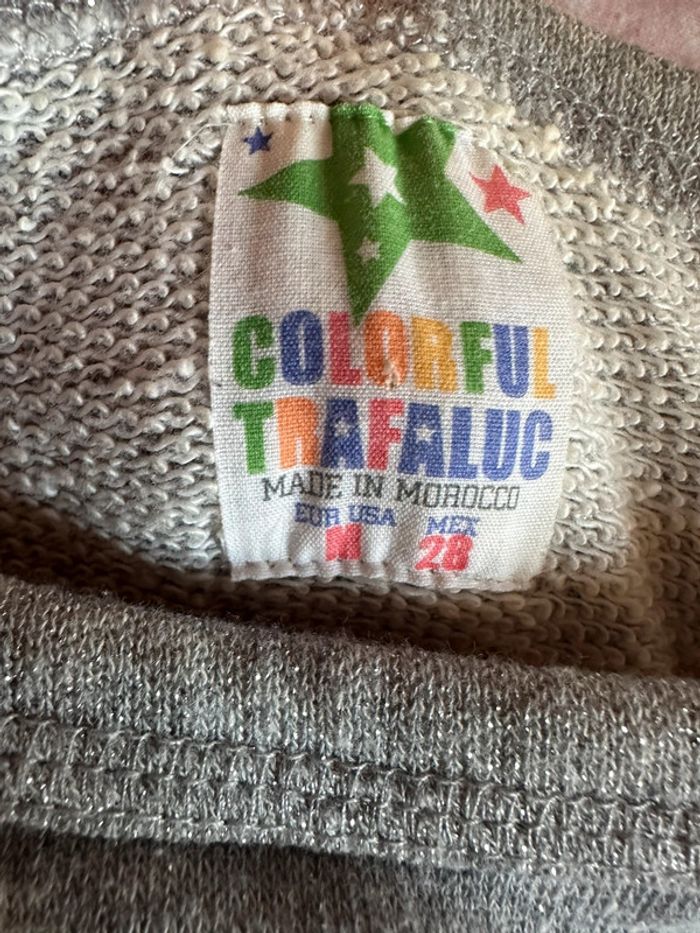 COLORFUL
TRAFALUC
MADE IN MOROCCO
EUR USA MEX
M 28